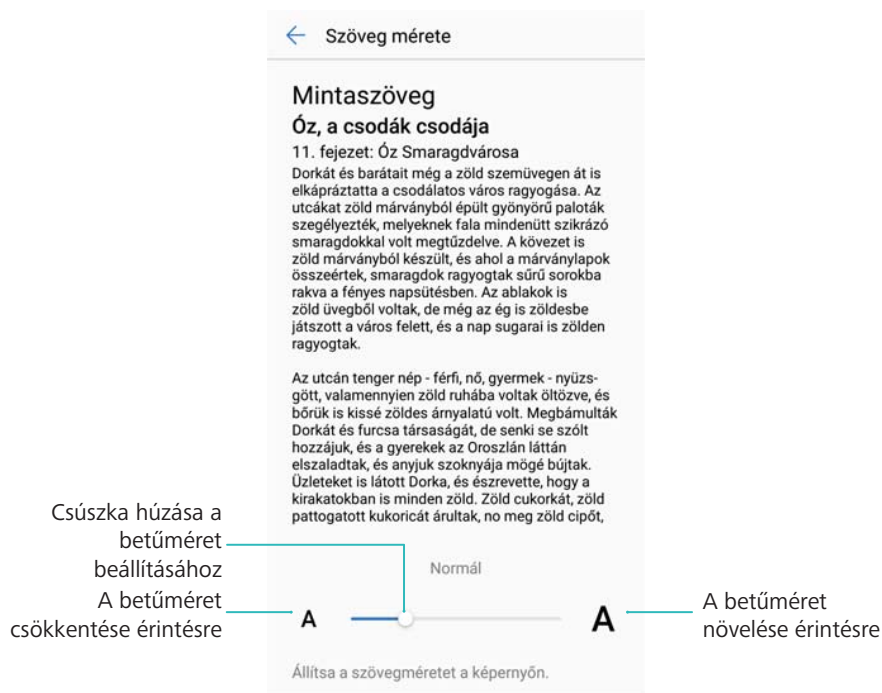 Szöveg mérete
Mintaszöveg
Óz, a csodák csodája
11. fejezet: Óz Smaragdvárosa
Dorkát és barátait még a zöld szemüvegen át is
elkápráztatta a csodálatos város ragyogása. Az
utcákat zöld márványból épült gyönyörű paloták
szegélyezték, melyeknek fala mindenütt szikrázó
smaragdokkal volt megtűzdelve. A kövezet is
zöld márványból készült, és ahol a márványlapok
összeértek, smaragdok ragyogtak sűrű sorokba
rakva a fényes napsütésben. Az ablakok is
zöld üvegből voltak, de még az ég is zöldesbe
játszott a város felett, és a nap sugarai is zölden
ragyogtak.
Az utcán tenger nép - férfi, nő, gyermek - nyüzs-
gött, valamennyien zöld ruhába voltak öltözve, és
bőrük is kissé zöldes árnyalatú volt. Megbámulták
Dorkát és furcsa társaságát, de senki se szólt
hozzájuk, és a gyerekek az Oroszlán láttán
elszaladtak, és anyjuk szoknyája mögé bújtak.
Üzleteket is látott Dorka, és észrevette, hogy a
kirakatokban is minden zöld. Zöld cukorkát, zöld
pattogatott kukoricát árultak, no meg zöld cipőt,
Csúszka húzása a
betűméret
beállításához
Normál
A betűméret
csökkentése érintésre
A
A
A betűméret
növelése érintésre
Állítsa a szövegméretet a képernyőn.